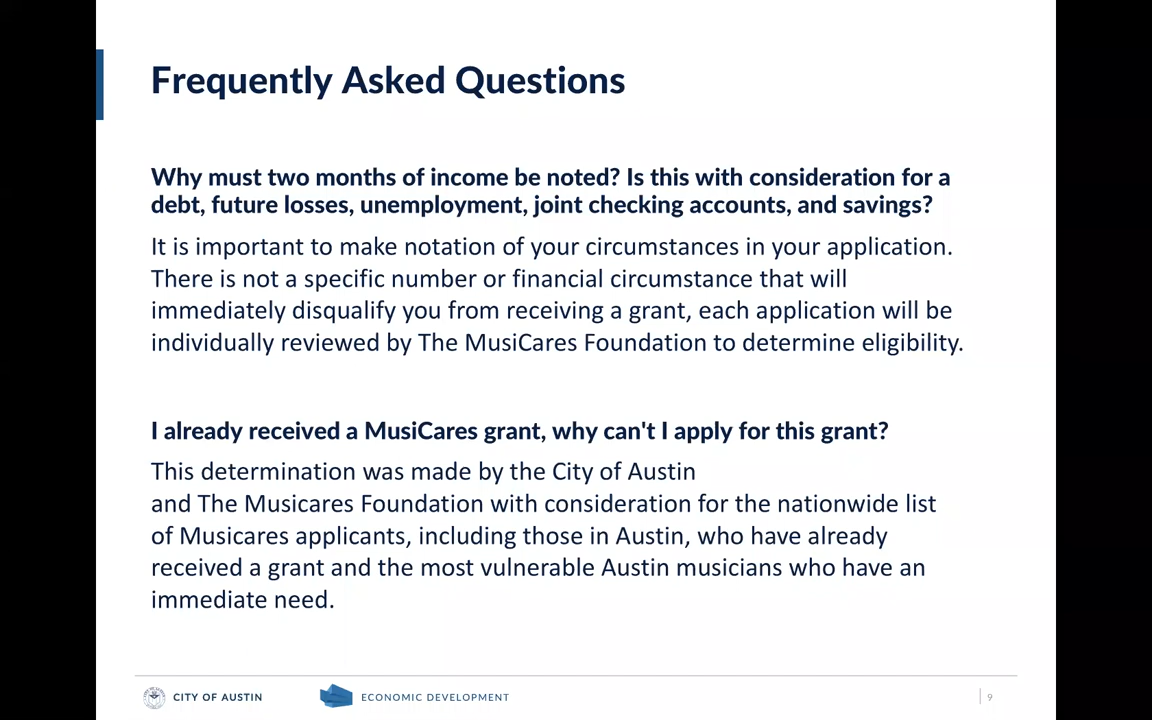 Frequently Asked Questions
Why must two months of income be noted? Is this with consideration for a
debt, future losses, unemployment, joint checking accounts, and savings?
It is important to make notation of your circumstances in your application.
There is not a specific number or financial circumstance that will
immediately disqualify you from receiving a grant, each application will be
individually reviewed by The MusiCares Foundation to determine eligibility.
I already received a MusiCares grant, why can't I apply for this grant?
This determination was made by the City of Austin
and The Musicares Foundation with consideration for the nationwide list
of Musicares applicants, including those in Austin, who have already
received a grant and the most vulnerable Austin musicians who have an
immediate need.
CITY OF AUSTIN
ECONOMIC DEVELOPMENT
9